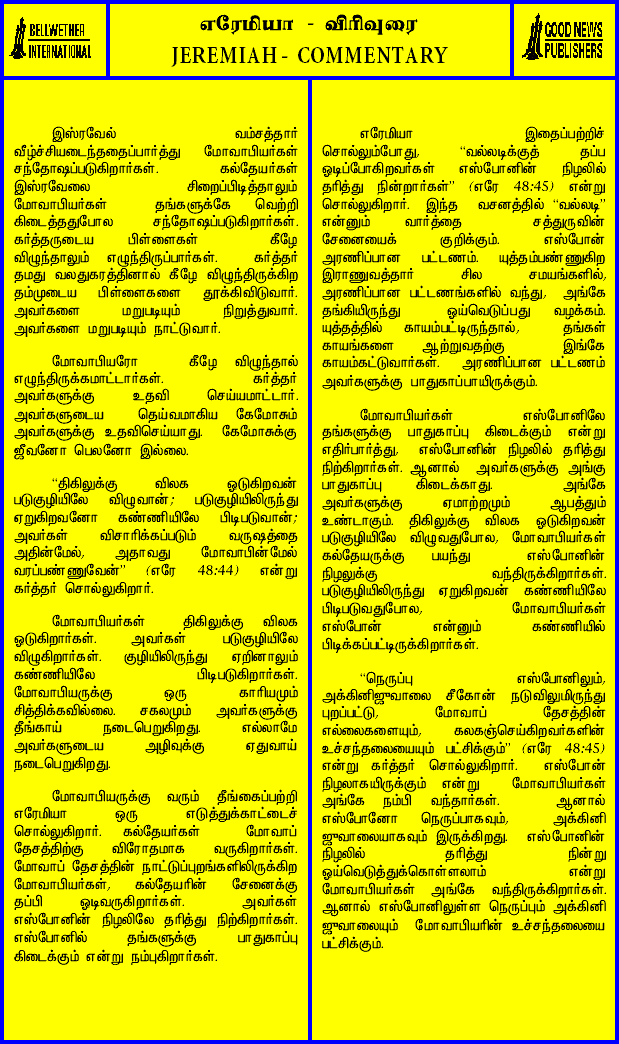 BELLWETHER
INTERNATIONAL
எரேமியா - விரிவுரை
JEREMIAH - COMMENTARY
GOOD NEWS
PUBLISHERS
இஸ்ரவேல் வம்சத்தார்
வீழ்ச்சியடைந்ததைப்பார்த்து மோவாபியர்கள்
சந்தோஷப்படுகிறார்கள். கல்தேயர்கள்
இஸ்ரவேலை சிறைப்பிடித்தாலும்
மோவாபியர்கள் தங்களுக்கே வெற்றி
கிடைத்ததுபோல சந்தோஷப்படுகிறார்கள்.
கர்த்தருடைய பிள்ளைகள் கீழே
விழுந்தாலும் எழுந்திருப்பார்கள். கர்த்தர்
தமது வலதுகரத்தினால் கீழே விழுந்திருக்கிற
தம்முடைய பிள்ளைகளை தூக்கிவிடுவார்.
அவர்களை மறுபடியும் நிறுத்துவார்.
அவர்களை மறுபடியும் நாட்டுவார்.
மோவாபியரோ கீழே விழுந்தால்
எழுந்திருக்கமாட்டார்கள். கர்த்தர்
அவர்களுக்கு உதவி செய்யமாட்டார்.
அவர்களுடைய தெய்வமாகிய கேமோசும்
அவர்களுக்கு உதவிசெய்யாது. கேமோசுக்கு
ஜீவனோ பெலனோ இல்லை.
“திகிலுக்கு விலக ஓடுகிறவன்
படுகுழியிலே விழுவான்; படுகுழியிலிருந்து
ஏறுகிறவனோ கண்ணியிலே பிடிபடுவான்;
அவர்கள் விசாரிக்கப்படும் வருஷத்தை
அதின்மேல், அதாவது மோவாபின்மேல்
வரப்பண்ணுவேன்” (எரே 48:44) என்று
கர்த்தர் சொல்லுகிறார்.
மோவாபியர்கள் திகிலுக்கு விலக
ஓடுகிறார்கள். அவர்கள் படுகுழியிலே
விழுகிறார்கள். குழியிலிருந்து ஏறினாலும்
கண்ணியிலே பிடிபடுகிறார்கள்.
மோவாபியருக்கு ஒரு காரியமும்
சித்திக்கவில்லை. சகலமும் அவர்களுக்கு
தீங்காய் நடைபெறுகிறது. எல்லாமே
அவர்களுடைய அழிவுக்கு ஏதுவாய்
நடைபெறுகிறது.
மோவாபியருக்கு வரும் தீங்கைப்பற்றி
எரேமியா ஒரு எடுத்துக்காட்டைச்
சொல்லுகிறார். கல்தேயர்கள் மோவாப்
தேசத்திற்கு விரோதமாக வருகிறார்கள்.
மோவாப் தேசத்தின் நாட்டுப்புறங்களிலிருக்கிற
மோவாபியர்கள், கல்தேயரின் சேனைக்கு
தப்பி ஓடிவருகிறார்கள். அவர்கள்
எஸ்போனின் நிழலிலே தரித்து நிற்கிறார்கள்.
எஸ்போனில் தங்களுக்கு பாதுகாப்பு
கிடைக்கும் என்று நம்புகிறார்கள்.
எரேமியா இதைப்பற்றிச்
சொல்லும்போது, “வல்லடிக்குத் தப்ப
ஓடிப்போகிறவர்கள் எஸ்போனின் நிழலில்
தரித்து நின்றார்கள்” (எரே 48:45) என்று
சொல்லுகிறார். இந்த வசனத்தில் “வல்லடி”
என்னும் வார்த்தை சத்துருவின்
சேனையைக் குறிக்கும். எஸ்போன்
அரணிப்பான பட்டணம். யுத்தம்பண்ணுகிற
இராணுவத்தார் சில சமயங்களில்,
அரணிப்பான பட்டணங்களில் வந்து, அங்கே
தங்கியிருந்து ஓய்வெடுப்பது வழக்கம்.
யுத்தத்தில் காயம்பட்டிருந்தால், தங்கள்
காயங்களை ஆற்றுவதற்கு இங்கே
காயம்கட்டுவார்கள். அரணிப்பான பட்டணம்
அவர்களுக்கு பாதுகாப்பாயிருக்கும்.
மோவாபியர்கள் எஸ்போனிலே
தங்களுக்கு பாதுகாப்பு கிடைக்கும் என்று
எதிர்பார்த்து, எஸ்போனின் நிழலில் தரித்து
நிற்கிறார்கள். ஆனால் அவர்களுக்கு அங்கு
பாதுகாப்பு கிடைக்காது. அங்கே
அவர்களுக்கு ஏமாற்றமும் ஆபத்தும்
உண்டாகும். திகிலுக்கு விலக ஓடுகிறவன்
படுகுழியிலே விழுவதுபோல, மோவாபியர்கள்
கல்தேயருக்கு பயந்து எஸ்போனின்
நிழலுக்கு வந்திருக்கிறார்கள்.
படுகுழியிலிருந்து ஏறுகிறவன் கண்ணியிலே
பிடிபடுவதுபோல, மோவாபியர்கள்
எஸ்போன் என்னும் கண்ணியில்
பிடிக்கப்பட்டிருக்கிறார்கள்.
“நெருப்பு எஸ்போனிலும்,
அக்கினிஜுவாலை சீகோன் நடுவிலுமிருந்து
புறப்பட்டு, மோவாப் தேசத்தின்
எல்லைகளையும், கலகஞ்செய்கிறவர்களின்
உச்சந்தலையையும் பட்சிக்கும்” (எரே 48:45)
என்று கர்த்தர் சொல்லுகிறார். எஸ்போன்
நிழலாகயிருக்கும் என்று மோவாபியர்கள்
அங்கே நம்பி வந்தார்கள். ஆனால்
எஸ்போனோ நெருப்பாகவும், அக்கினி
ஜுவாலையாகவும் இருக்கிறது. எஸ்போனின்
நிழலில் தரித்து நின்று
ஓய்வெடுத்துக்கொள்ளலாம் என்று
மோவாபியர்கள் அங்கே வந்திருக்கிறார்கள்.
ஆனால் எஸ்போனிலுள்ள நெருப்பும் அக்கினி
ஜுவாலையும் மோவாபியரின் உச்சந்தலையை
பட்சிக்கும்.